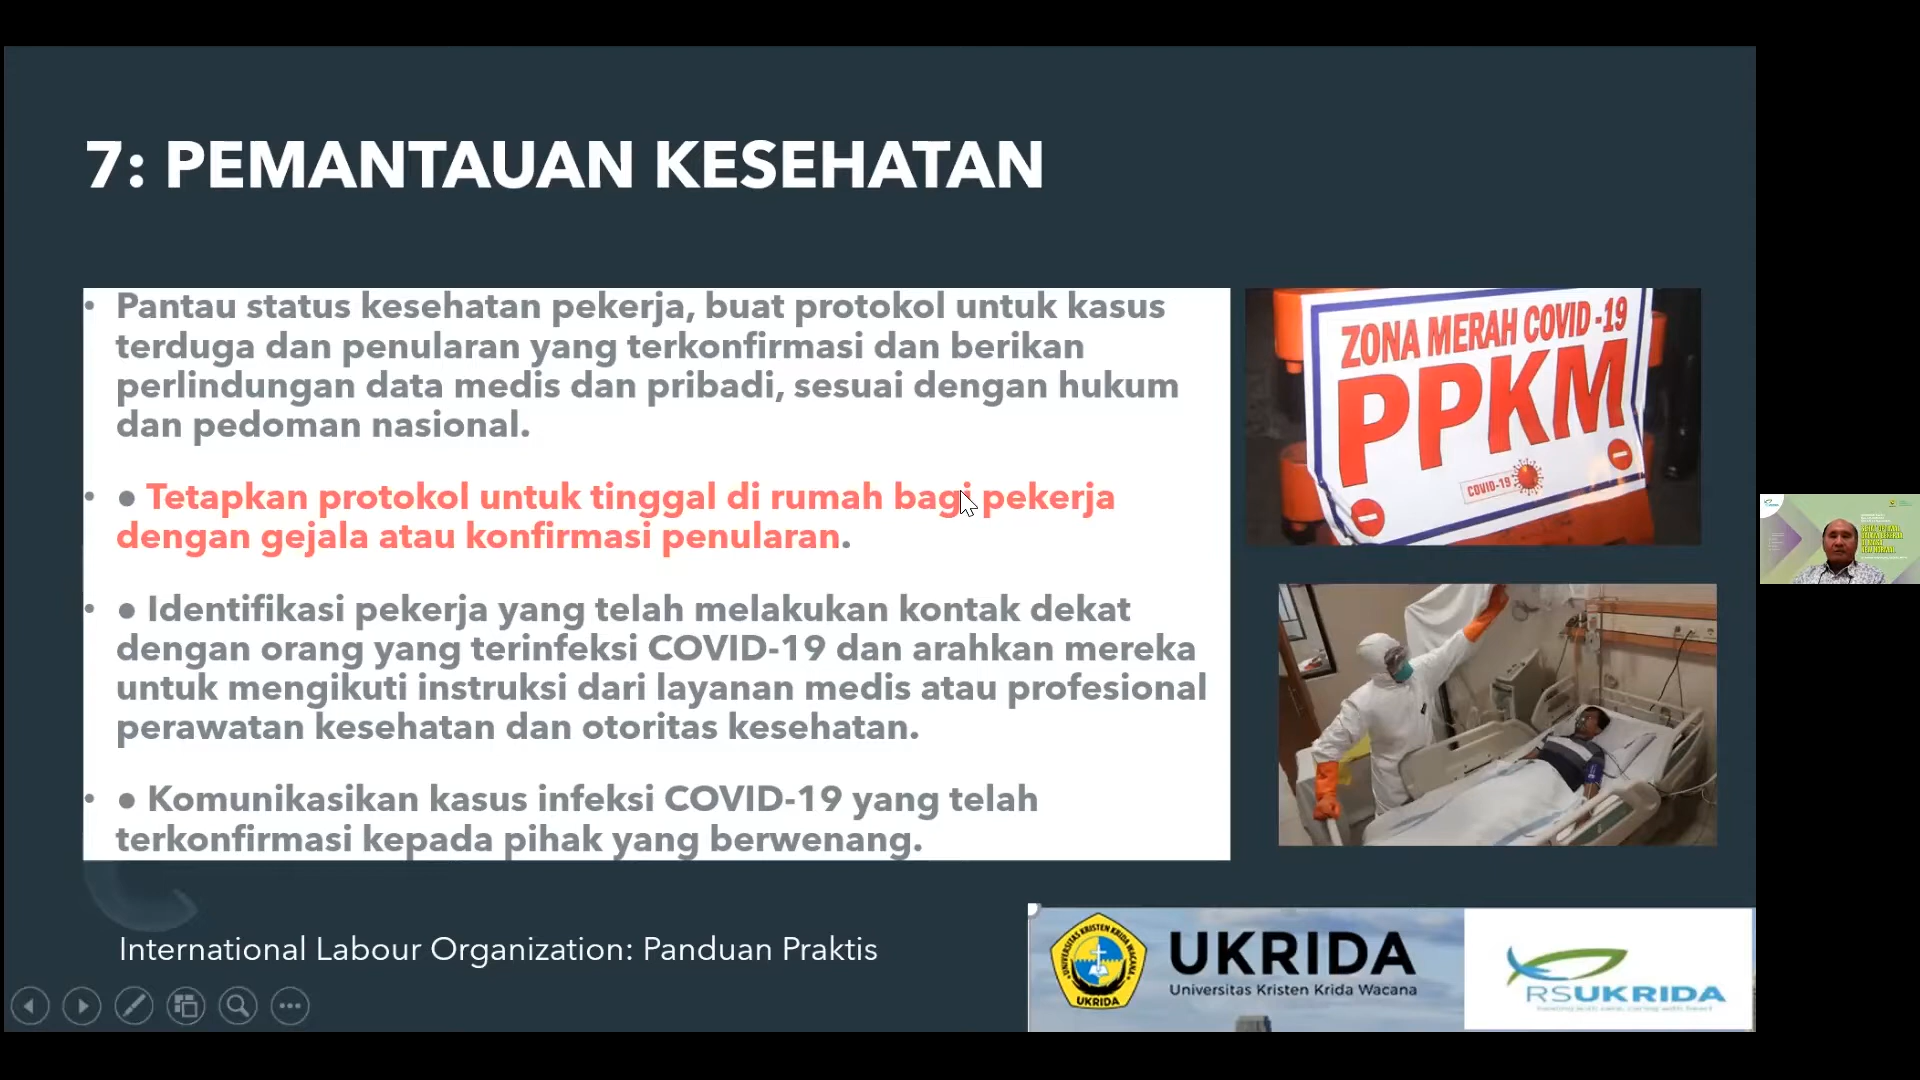 7: PEMANTAUAN KESEHATAN
• Pantau status kesehatan pekerja, buat protokol untuk kasus
terduga dan penularan yang terkonfirmasi dan berikan
perlindungan data medis dan pribadi, sesuai dengan hukum
dan pedoman nasional.
• ● Tetapkan protokol untuk tinggal di rumah bagi pekerja
dengan gejala atau konfirmasi penularan.
• ● Identifikasi pekerja yang telah melakukan kontak dekat
dengan orang yang terinfeksi COVID-19 dan arahkan mereka
untuk mengikuti instruksi dari layanan medis atau profesional
perawatan kesehatan dan otoritas kesehatan.
• ● Komunikasikan kasus infeksi COVID-19 yang telah
terkonfirmasi kepada pihak yang berwenang.
ZONA MERAH COVID -19
PPKM
COVID-19
International Labour Organization: Panduan Praktis
UNIVERSITAS KRISTEN KRIDA WACANA
UKRIDA
UKRIDA
Universitas Kristen Krida Wacana
RSUKRIDA